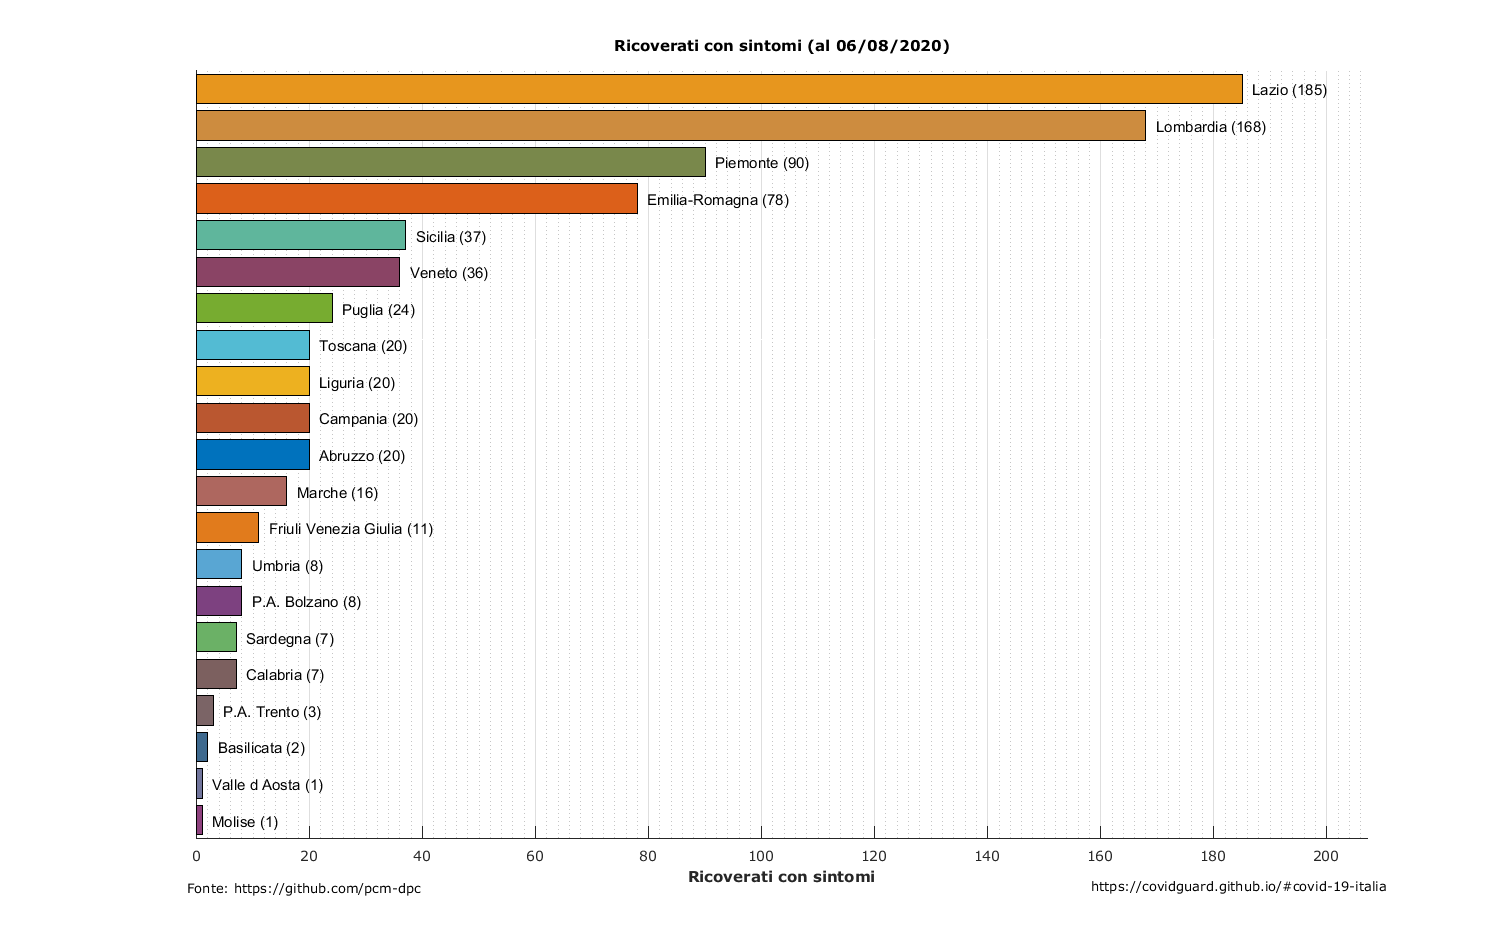 Ricoverati con sintomi (al 06/08/2020)
Lazio (185)
Lombardia (168)
Piemonte (90)
Emilia-Romagna (78)
Sicilia (37)
Veneto (36)
Puglia (24)
Toscana (20)
Liguria (20)
Campania (20)
Abruzzo (20)
Marche (16)
Friuli Venezia Giulia (11)
Umbria (8)
P.A. Bolzano (8)
Sardegna (7)
Calabria (7)
P.A. Trento (3)
Basilicata (2)
Valle d Aosta (1)
Molise (1)
0 20 40 60 80 100 120 140 160 180 200
Ricoverati con sintomi
Fonte: https://github.com/pcm-dpc
https://covidguard.github.io/#covid-19-italia